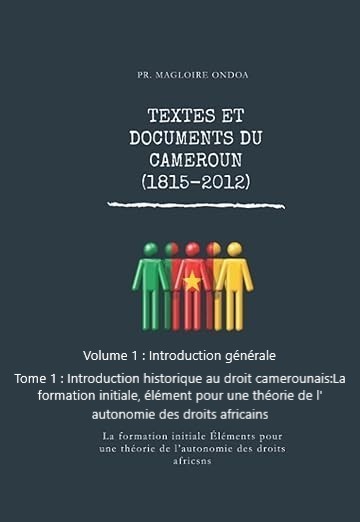 PR. MAGLOIRE ONDOA
TEXTES ET
DOCUMENTS DU
CAMEROUN
(1815-2012)
Volume 1 : Introduction générale
Tome 1 : Introduction historique au droit camerounais:La
formation initiale, élément pour une théorie de l'
autonomie des droits africains
La formation initiale Éléments pour
une théorie de l'autonomie des droits
africsns